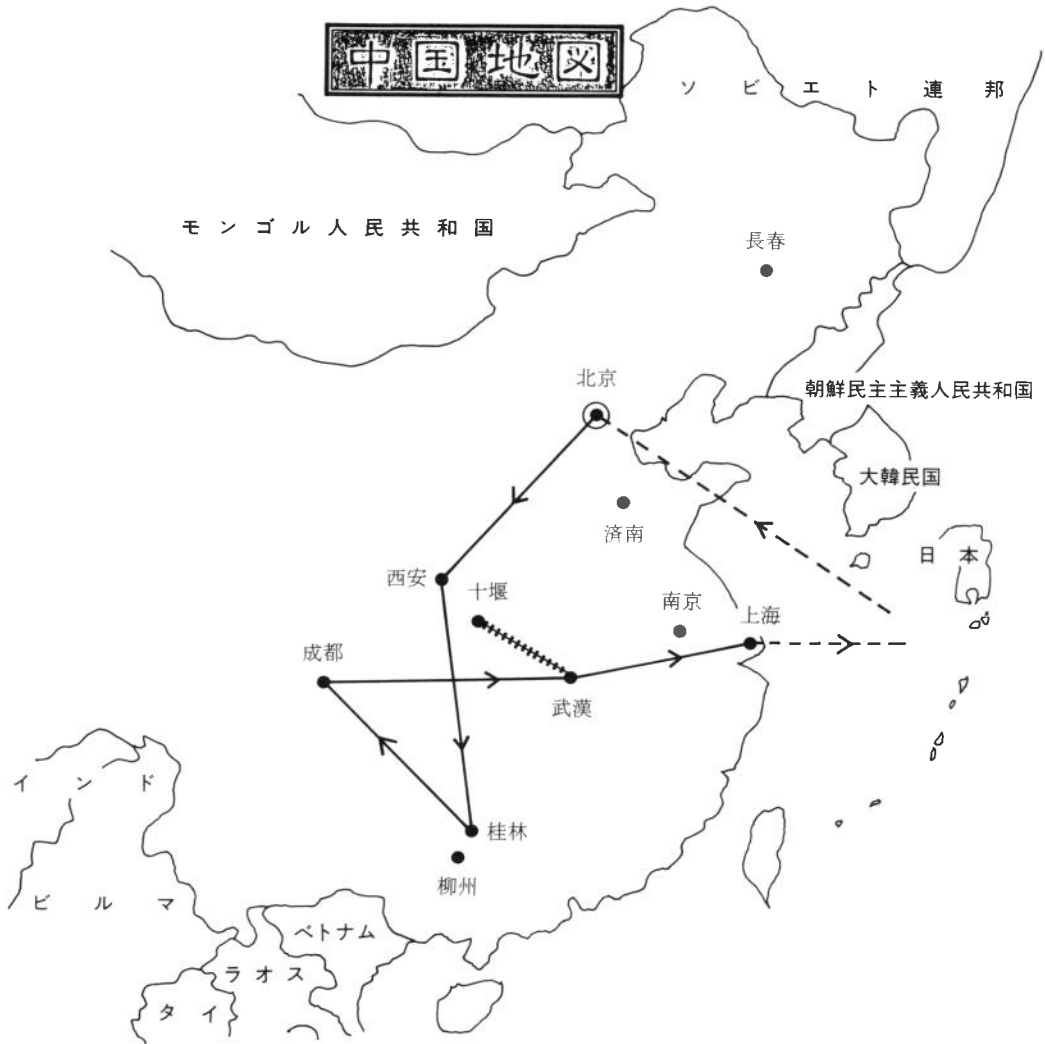 中国地図
ソビエト連邦
モンゴル人民共和国
長春
北京
朝鮮民主主義人民共和国
大韓民国
済南
日本
西安
十堰
南京
上海
成都
武漢
インド
桂林
柳州
ビルマ
ベトナム
ラオス
タイ